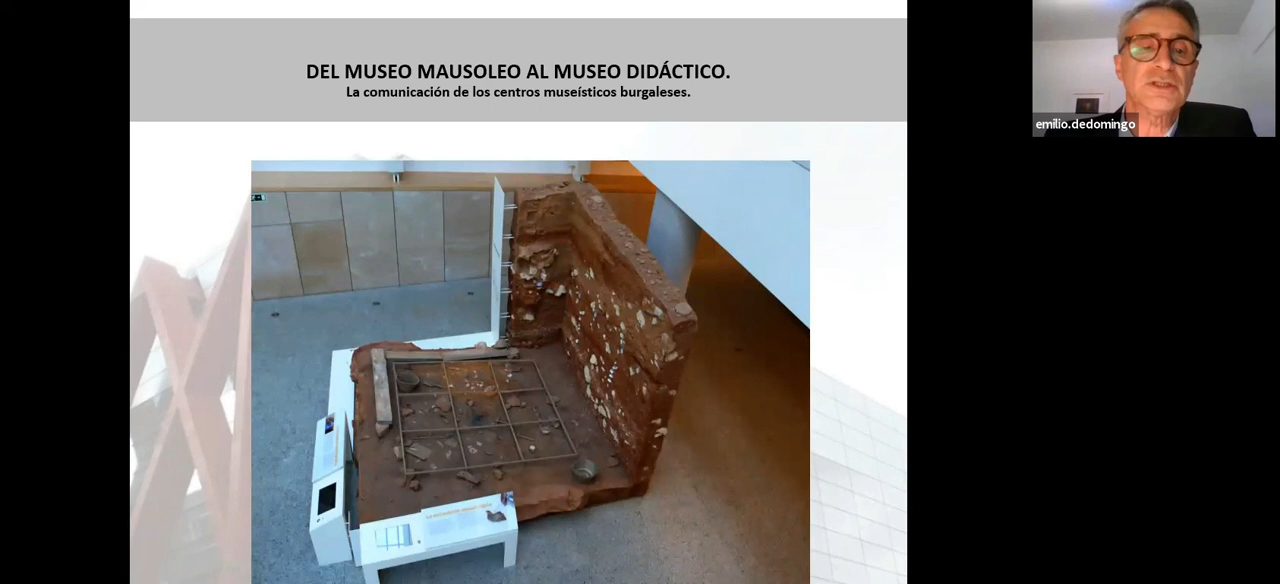 DEL MUSEO MAUSOLEO AL MUSEO DIDÁCTICO.
La comunicación de los centros museísticos burgaleses.
emilio.dedomingo